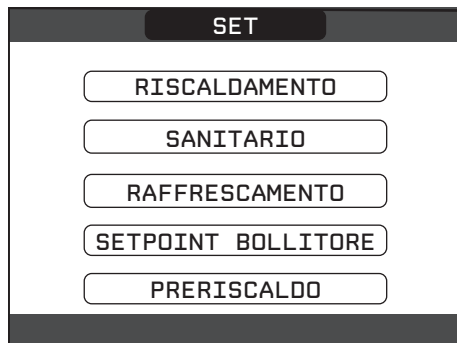 SET
RISCALDAMENTO
SANITARIO
RAFFRESCAMENTO
SETPOINT BOLLITORE
PRERISCALDO